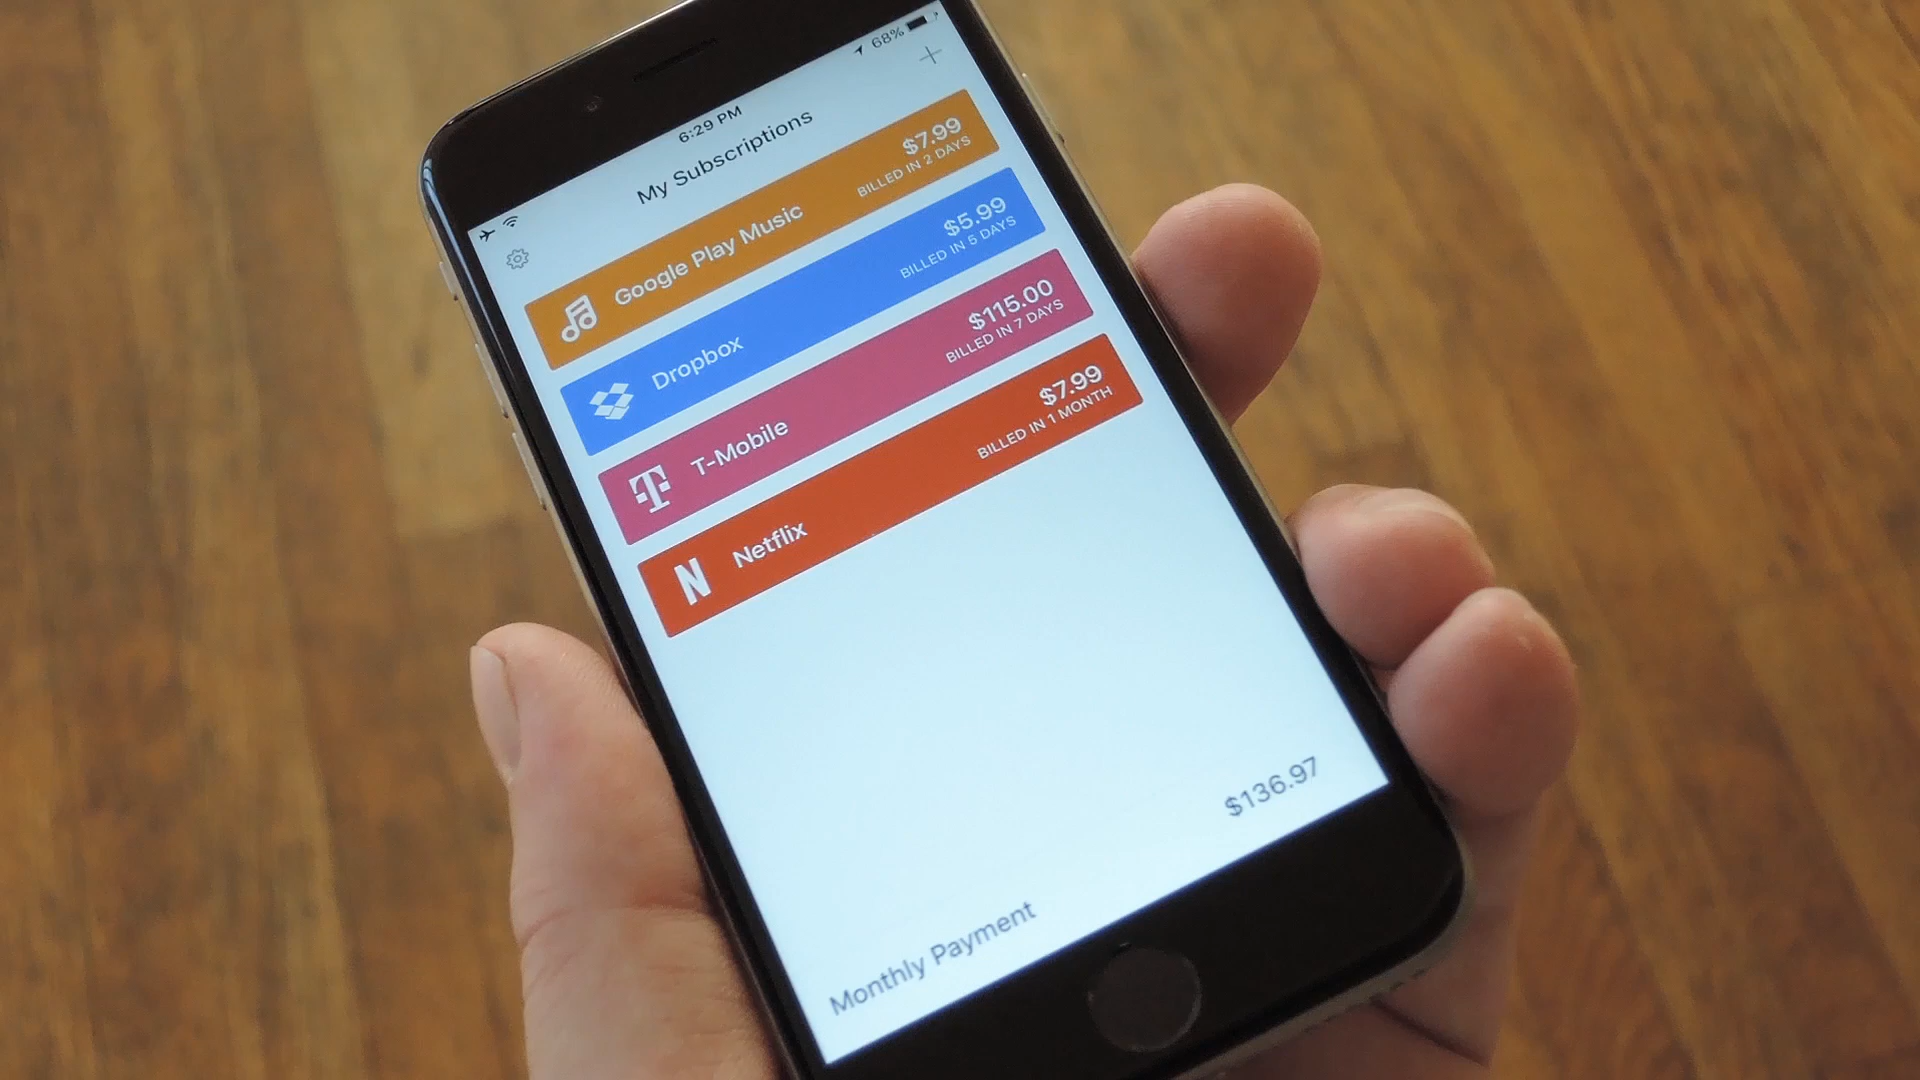 68%
6:29 PM
My Subscriptions
Google Play Music
$7.99
BILLED IN 2 DAYS
Dropbox
$5.99
BILLED IN 5 DAYS
T
T-Mobile
$115.00
BILLED IN 7 DAYS
N
Netflix
$7.99
BILLED IN 1 MONTH
Monthly Payment
$136.97